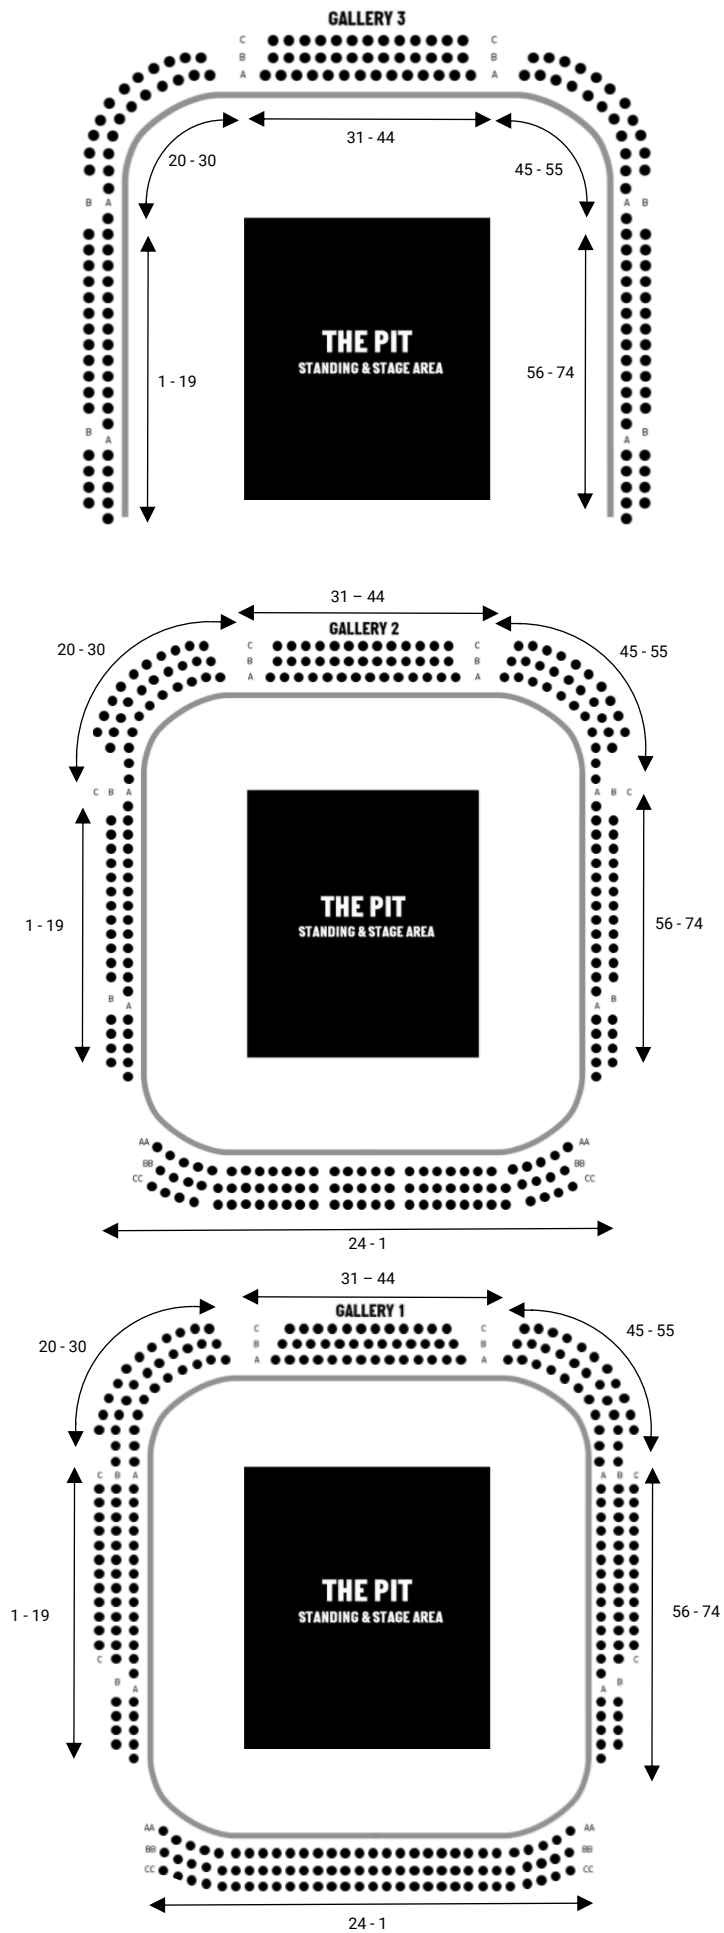 GALLERY 3
C C
B B
A A
31 - 44
20 - 30
45 - 55
B A A B
THE PIT
STANDING & STAGE AREA
1 - 19
56 - 74
B B
A A
31 – 44
GALLERY 2
20 - 30
45 - 55
C C
B B
A A
C B A A B C
THE PIT
STANDING & STAGE AREA
1 - 19
56 - 74
B B
A A
AA AA
BB BB
CC CC
24 - 1
31 – 44
GALLERY 1
20 - 30
45 - 55
C C
B B
A A
C B A A B C
THE PIT
STANDING & STAGE AREA
1 - 19
56 - 74
C C
B B
A A
AA AA
BB BB
CC CC
24 - 1